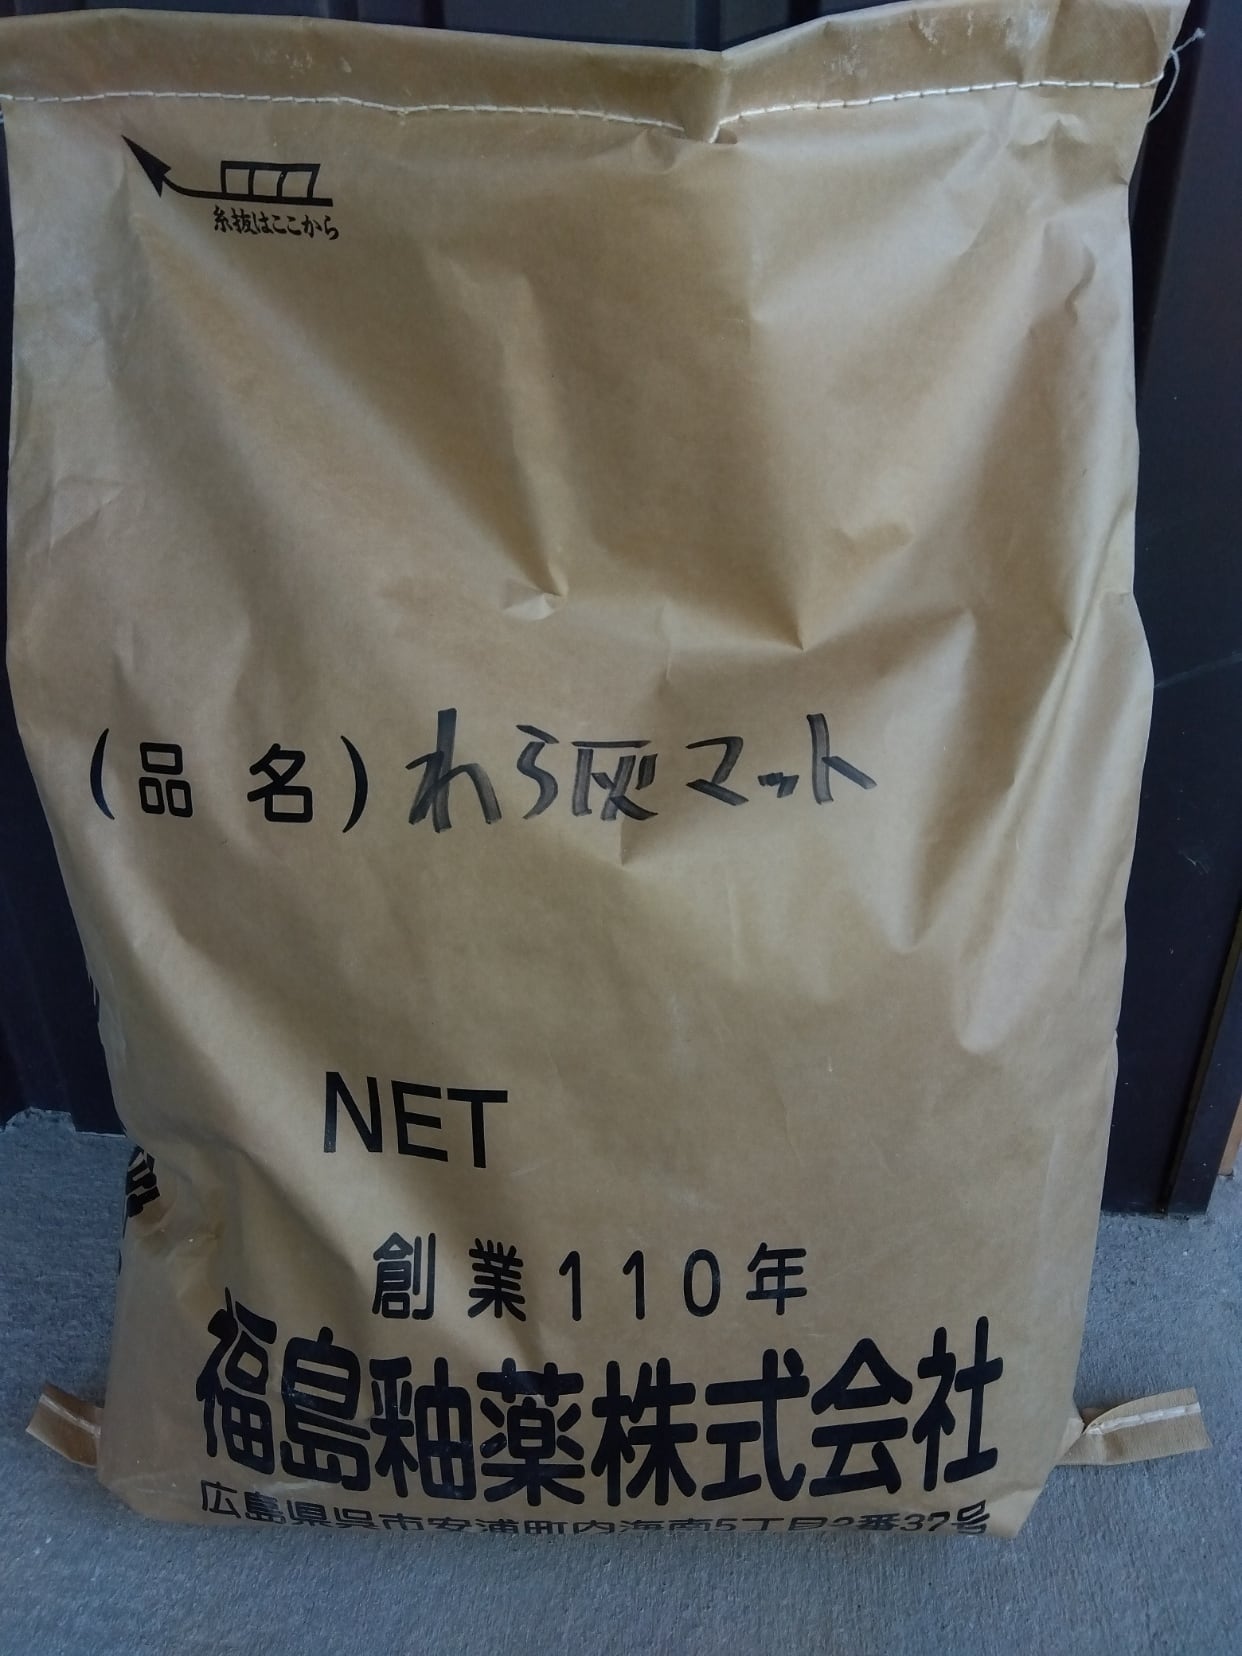 糸抜はここから
(品名)わら灰マット
NET
創業110年
福島釉薬株式会社
広島県呉市安浦町内海南5丁目2番37号